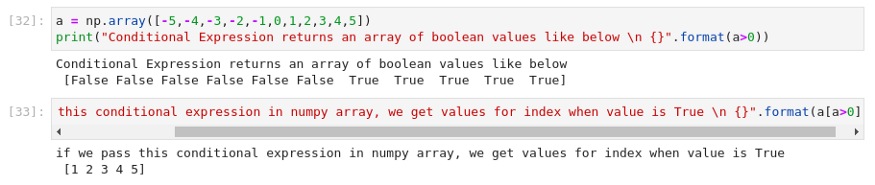 [32]: a = np.array([-5,-4,-3,-2,-1,0,1,2,3,4,5])
print("Conditional Expression returns an array of boolean values like below \n {}".format(a>0))
Conditional Expression returns an array of boolean values like below
[False False False False False False  True  True  True  True  True]
[33]: this conditional expression in numpy array, we get values for index when value is True \n {}".format(a[a>0]
if we pass this conditional expression in numpy array, we get values for index when value is True
[1 2 3 4 5]